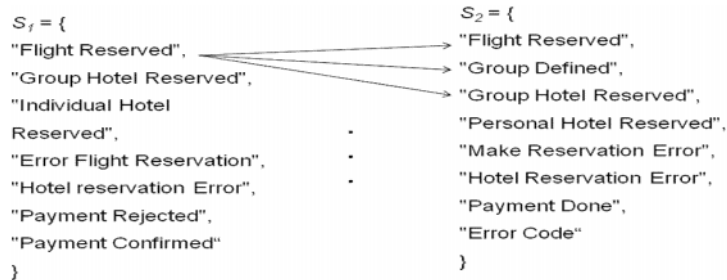 S1 = {
"Flight Reserved",
"Group Hotel Reserved",
"Individual Hotel
Reserved",
"Error Flight Reservation",
"Hotel reservation Error",
"Payment Rejected",
"Payment Confirmed“
}
S2 = {
"Flight Reserved",
"Group Defined",
"Group Hotel Reserved",
"Personal Hotel Reserved",
"Make Reservation Error",
"Hotel Reservation Error",
"Payment Done",
"Error Code“
}